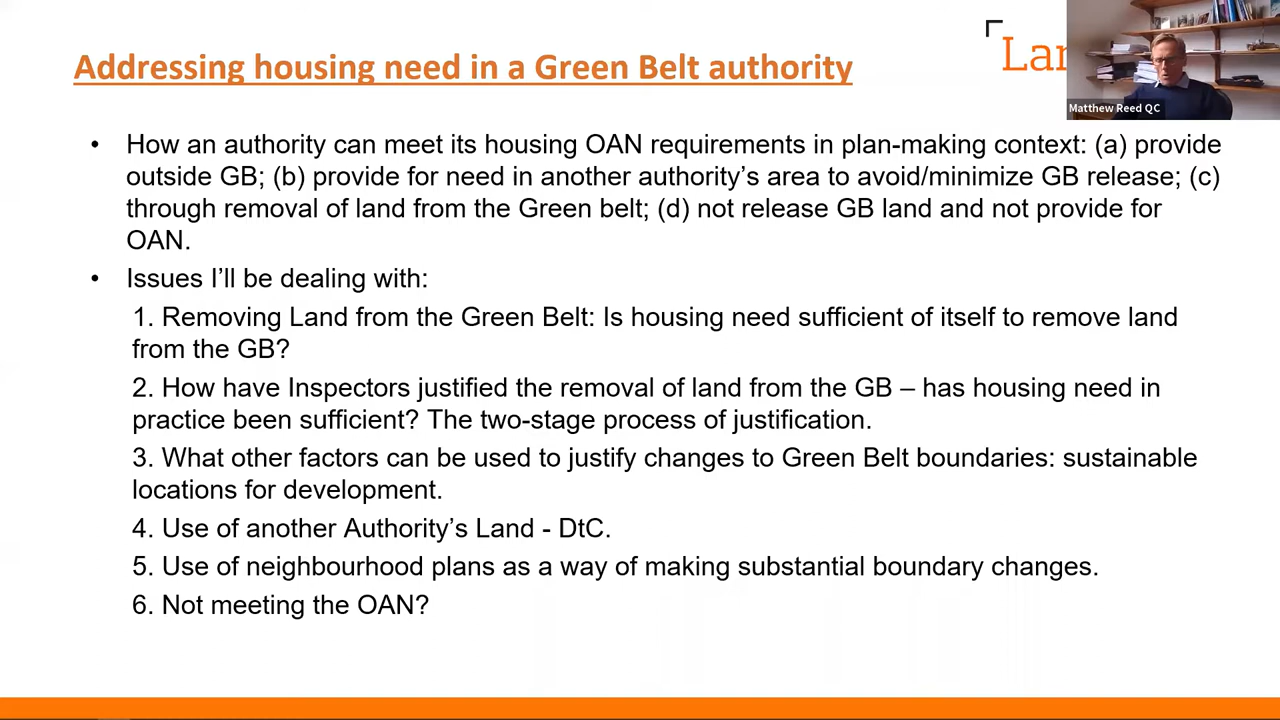 Addressing housing need in a Green Belt authority
Lan
Matthew Reed QC
• How an authority can meet its housing OAN requirements in plan-making context: (a) provide
outside GB; (b) provide for need in another authority’s area to avoid/minimize GB release; (c)
through removal of land from the Green belt; (d) not release GB land and not provide for
OAN.
• Issues I’ll be dealing with:
1. Removing Land from the Green Belt: Is housing need sufficient of itself to remove land
from the GB?
2. How have Inspectors justified the removal of land from the GB – has housing need in
practice been sufficient? The two-stage process of justification.
3. What other factors can be used to justify changes to Green Belt boundaries: sustainable
locations for development.
4. Use of another Authority’s Land - DtC.
5. Use of neighbourhood plans as a way of making substantial boundary changes.
6. Not meeting the OAN?